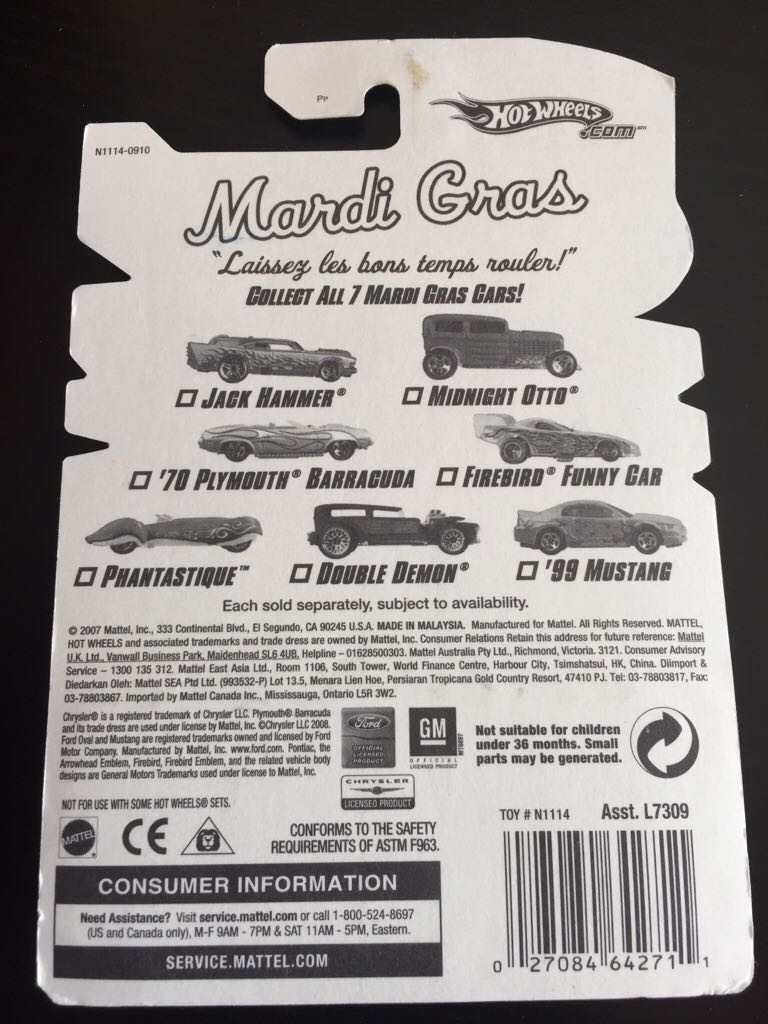 Pp
HOT WHEELS
.COM℠
N1114-0910
Mardi Gras
"Laissez les bons temps rouler!"
COLLECT ALL 7 MARDI GRAS CARS!
☐ JACK HAMMER® ☐ MIDNIGHT OTTO®
☐ '70 PLYMOUTH® BARRACUDA ☐ FIREBIRD® FUNNY CAR
☐ PHANTASTIQUE™ ☐ DOUBLE DEMON® ☐ '99 MUSTANG
Each sold separately, subject to availability.
© 2007 Mattel, Inc., 333 Continental Blvd., El Segundo, CA 90245 U.S.A. MADE IN MALAYSIA. Manufactured for Mattel. All Rights Reserved. MATTEL,
HOT WHEELS and associated trademarks and trade dress are owned by Mattel, Inc. Consumer Relations Retain this address for future reference: Mattel
U.K. Ltd., Vanwall Business Park, Maidenhead SL6 4UB. Helpline – 01628500303. Mattel Australia Pty Ltd., Richmond, Victoria. 3121. Consumer Advisory
Service – 1300 135 312. Mattel East Asia Ltd., Room 1106, South Tower, World Finance Centre, Harbour City, Tsimshatsui, HK, China. Diimport &
Diedarkan Oleh: Mattel SEA Ptd Ltd. (993532-P) Lot 13.5, Menara Lien Hoe, Persiaran Tropicana Golf Country Resort, 47410 PJ. Tel: 03-78803817, Fax:
03-78803867. Imported by Mattel Canada Inc., Mississauga, Ontario L5R 3W2.
Chrysler® is a registered trademark of Chrysler LLC. Plymouth® Barracuda
and its trade dress are used under license by Mattel, Inc. ©Chrysler LLC 2008.
Ford Oval and Mustang are registered trademarks owned and licensed by Ford
Motor Company. Manufactured by Mattel, Inc. www.ford.com. Pontiac, the
Arrowhead Emblem, Firebird, Firebird Emblem, and the related vehicle body
designs are General Motors Trademarks used under license to Mattel, Inc.
Ford
OFFICIAL
LICENSED
PRODUCT
GM
OFFICIAL
LICENSED PRODUCT
CHRYSLER
LICENSED PRODUCT
Not suitable for children
under 36 months. Small
parts may be generated.
NOT FOR USE WITH SOME HOT WHEELS® SETS.
MATTEL
CE
CONFORMS TO THE SAFETY
REQUIREMENTS OF ASTM F963.
TOY # N1114 Asst. L7309
CONSUMER INFORMATION
Need Assistance? Visit service.mattel.com or call 1-800-524-8697
(US and Canada only), M-F 9AM - 7PM & SAT 11AM - 5PM, Eastern.
SERVICE.MATTEL.COM
0 27084 64271 1